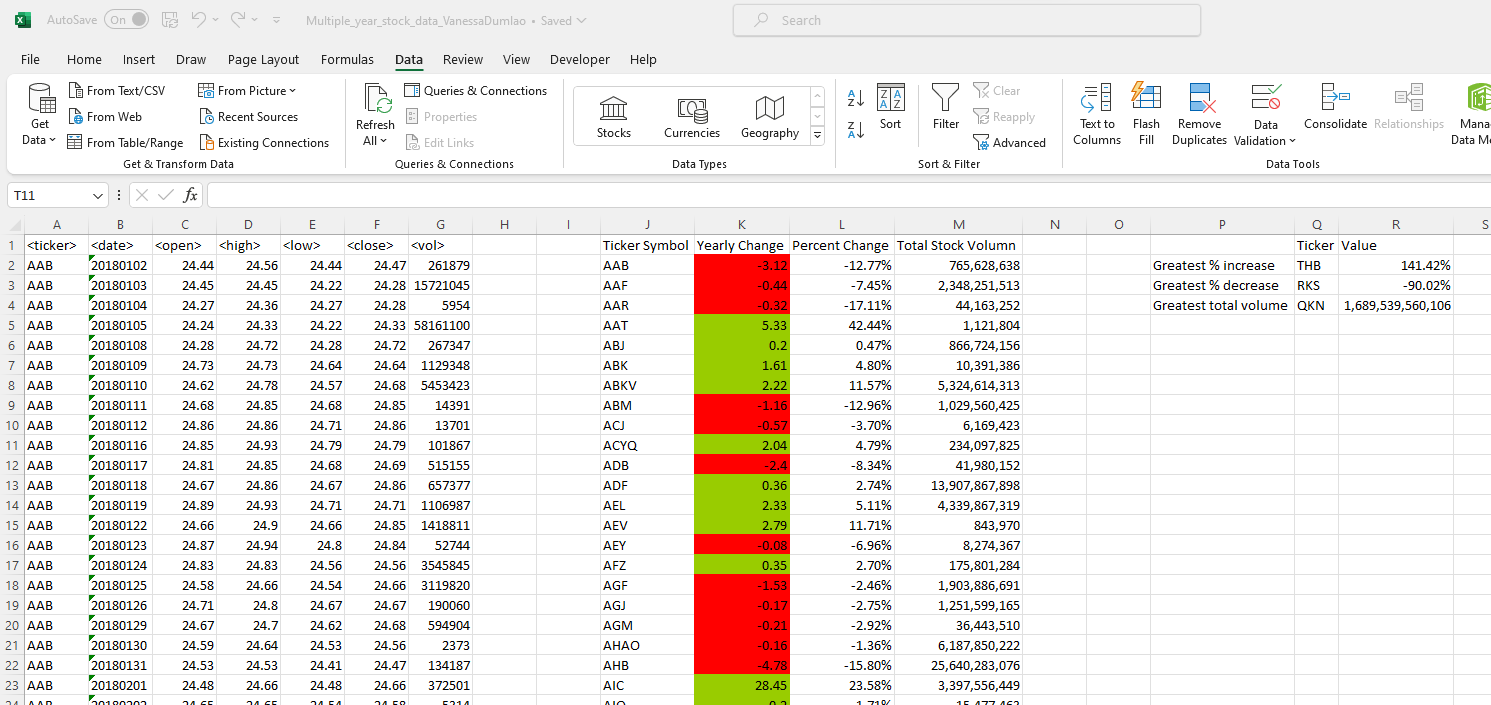 AutoSave On Multiple_year_stock_data_VanessaDumlao • Saved Search
File Home Insert Draw Page Layout Formulas Data Review View Developer Help
Get Data
From Text/CSV
From Web
From Table/Range
From Picture
Recent Sources
Existing Connections
Get & Transform Data
Refresh All
Queries & Connections
Properties
Edit Links
Queries & Connections
Stocks Currencies Geography
Data Types
Sort
Filter
Clear
Reapply
Advanced
Sort & Filter
Text to Columns
Flash Fill
Remove Duplicates
Data Validation
Consolidate
Relationships
Mana
Data Mo
Data Tools
T11 fx
A B C D E F G H I J K L M N O P Q R S
1 <ticker> <date> <open> <high> <low> <close> <vol> Ticker Symbol Yearly Change Percent Change Total Stock Volumn Ticker Value
2 AAB 20180102 24.44 24.56 24.44 24.47 261879 AAB -3.12 -12.77% 765,628,638 Greatest % increase THB 141.42%
3 AAB 20180103 24.45 24.45 24.22 24.28 15721045 AAF -0.44 -7.45% 2,348,251,513 Greatest % decrease RKS -90.02%
4 AAB 20180104 24.27 24.36 24.27 24.28 5954 AAR -0.32 -17.11% 44,163,252 Greatest total volume QKN 1,689,539,560,106
5 AAB 20180105 24.24 24.33 24.22 24.33 58161100 AAT 5.33 42.44% 1,121,804
6 AAB 20180108 24.28 24.72 24.28 24.72 267347 ABJ 0.2 0.47% 866,724,156
7 AAB 20180109 24.73 24.73 24.64 24.64 1129348 ABK 1.61 4.80% 10,391,386
8 AAB 20180110 24.62 24.78 24.57 24.68 5453423 ABKV 2.22 11.57% 5,324,614,313
9 AAB 20180111 24.68 24.85 24.68 24.85 14391 ABM -1.16 -12.96% 1,029,560,425
10 AAB 20180112 24.86 24.86 24.71 24.86 13701 ACJ -0.57 -3.70% 6,169,423
11 AAB 20180116 24.85 24.93 24.79 24.79 101867 ACYQ 2.04 4.79% 234,097,825
12 AAB 20180117 24.81 24.85 24.68 24.69 515155 ADB -2.4 -8.34% 41,980,152
13 AAB 20180118 24.67 24.86 24.67 24.86 657377 ADF 0.36 2.74% 13,907,867,898
14 AAB 20180119 24.89 24.93 24.71 24.71 1106987 AEL 2.33 5.11% 4,339,867,319
15 AAB 20180122 24.66 24.9 24.66 24.85 1418811 AEV 2.79 11.71% 843,970
16 AAB 20180123 24.87 24.94 24.8 24.84 52744 AEY -0.08 -6.96% 8,274,367
17 AAB 20180124 24.83 24.83 24.56 24.56 3545845 AFZ 0.35 2.70% 175,801,284
18 AAB 20180125 24.58 24.66 24.54 24.66 3119820 AGF -1.53 -2.46% 1,903,886,691
19 AAB 20180126 24.71 24.8 24.67 24.67 190060 AGJ -0.17 -2.75% 1,251,599,165
20 AAB 20180129 24.67 24.7 24.62 24.68 594904 AGM -0.21 -2.92% 36,443,510
21 AAB 20180130 24.59 24.64 24.53 24.56 2373 AHAO -0.16 -1.36% 6,187,850,222
22 AAB 20180131 24.53 24.53 24.41 24.47 134187 AHB -4.78 -15.80% 25,640,283,076
23 AAB 20180201 24.48 24.66 24.48 24.66 372501 AIC 28.45 23.58% 3,397,556,449